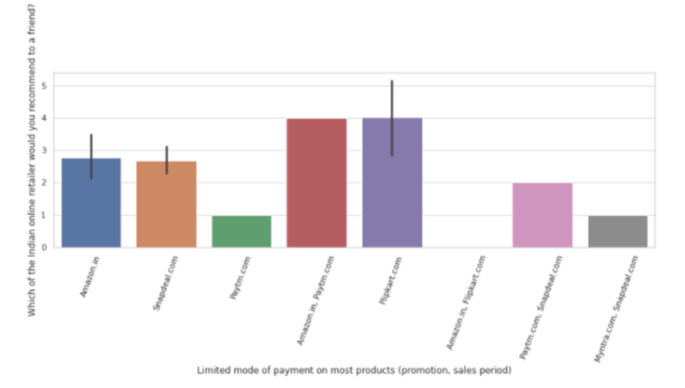 Which of the Indian online retailer would you recommend to a friend?
5
4
3
2
1
0
Amazon.in
Snapdeal.com
Paytm.com
Amazon.in, Paytm.com
Flipkart.com
Amazon.in, Flipkart.com
Paytm.com, Snapdeal.com
Myntra.com, Snapdeal.com
Limited mode of payment on most products (promotion, sales period)